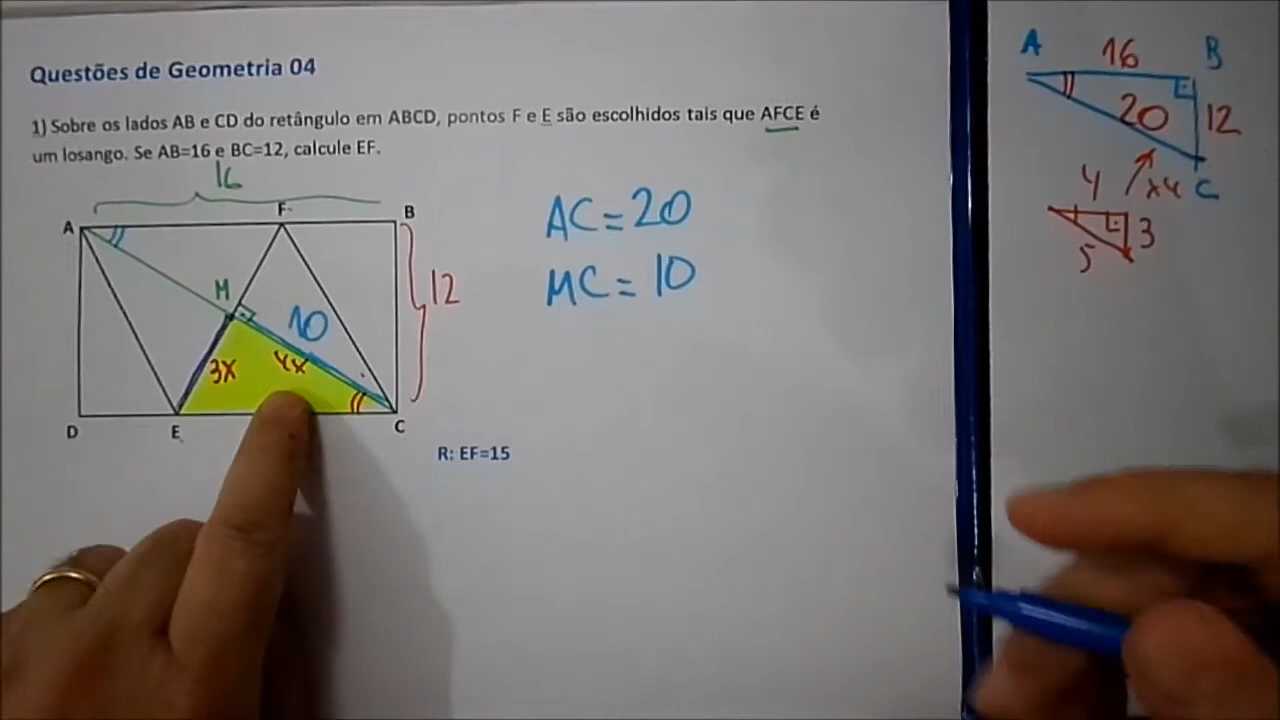 Questões de Geometria 04
1) Sobre os lados AB e CD do retângulo em ABCD, pontos F e E são escolhidos tais que AFCE é
um losango. Se AB=16 e BC=12, calcule EF.
16
A
F
B
M
10
12
3x
4x
D
E
C
R: EF=15
AC=20
MC=10
A
16
B
20
12
x4
C
4
3
5